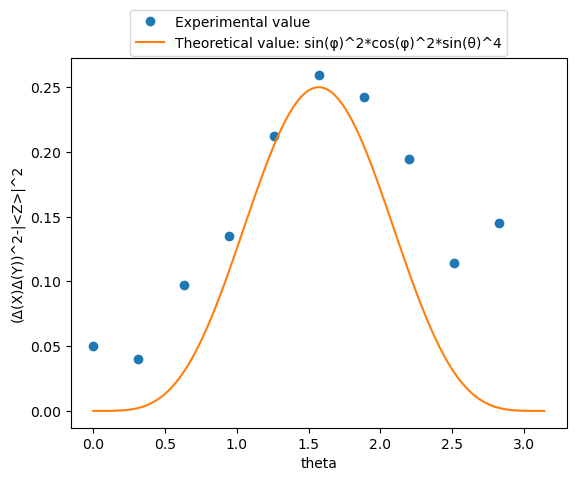 Experimental value
Theoretical value: sin(φ)^2*cos(φ)^2*sin(θ)^4
(Δ(X)Δ(Y))^2-|<Z>|^2
0.25
0.20
0.15
0.10
0.05
0.00
0.0 0.5 1.0 1.5 2.0 2.5 3.0
theta